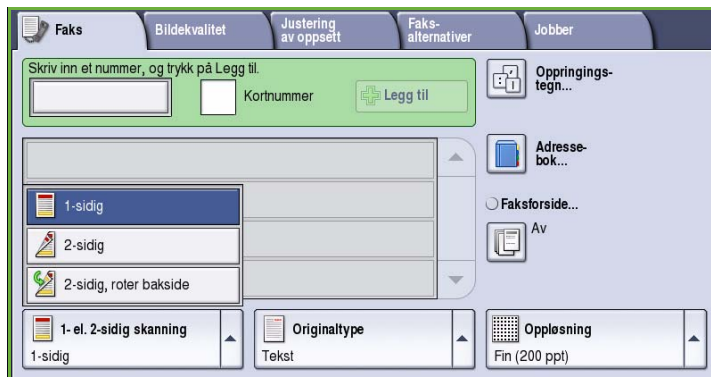 Faks
Bildekvalitet
Justering
av oppsett
Faks-
alternativer
Jobber
Skriv inn et nummer, og trykk på Legg til.
Kortnummer
Legg til
Oppringings-
tegn...
Adresse-
bok...
Faksforside...
Av
1-sidig
2-sidig
2-sidig, roter bakside
1- el. 2-sidig skanning
1-sidig
Originaltype
Tekst
Oppløsning
Fin (200 ppt)